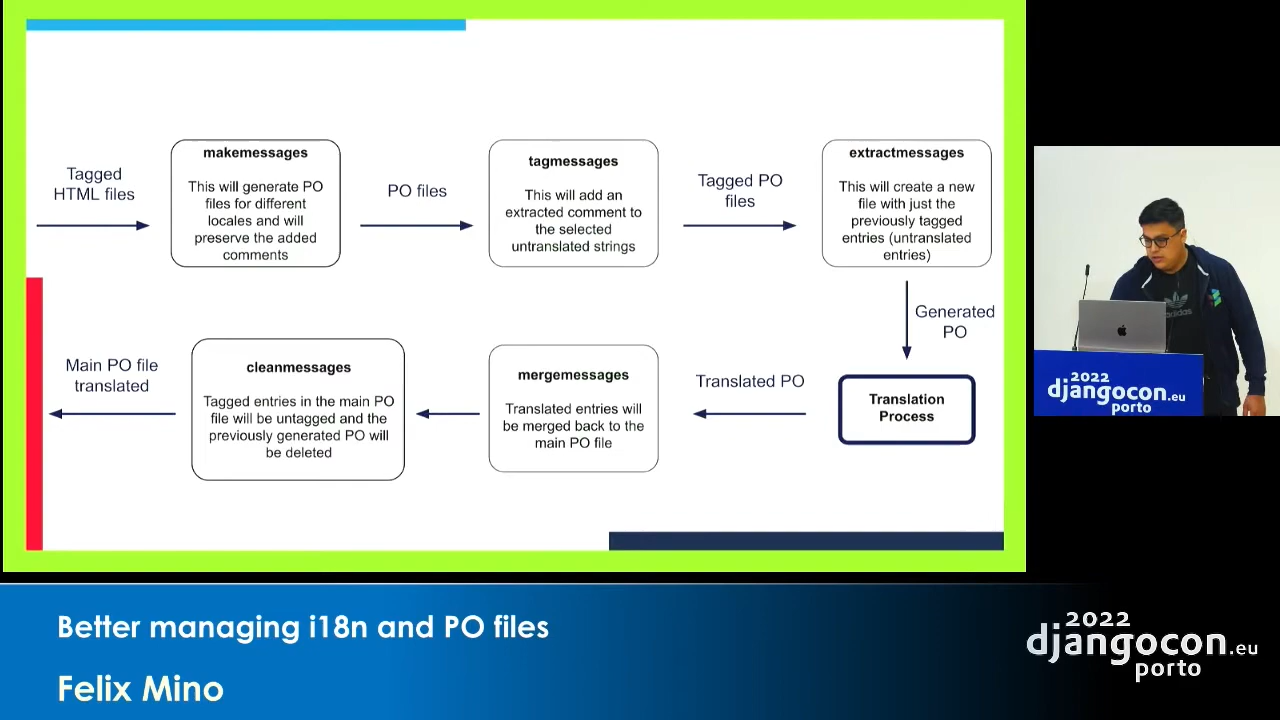 Tagged
HTML files
makemessages
This will generate PO
files for different
locales and will
preserve the added
comments
PO files
tagmessages
This will add an
extracted comment to
the selected
untranslated strings
Tagged PO
files
extractmessages
This will create a new
file with just the
previously tagged
entries (untranslated
entries)
Generated
PO
Translation
Process
Translated PO
mergemessages
Translated entries will
be merged back to the
main PO file
cleanmessages
Tagged entries in the main PO
file will be untagged and the
previously generated PO will
be deleted
Main PO file
translated
adidas
2022
djangocon.eu
porto
Better managing i18n and PO files
Felix Mino
2022
djangocon.eu
porto